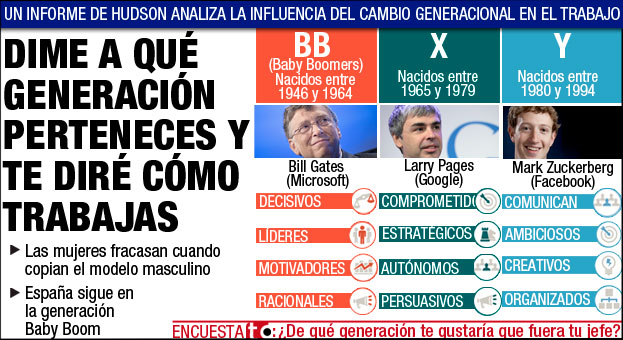 UN INFORME DE HUDSON ANALIZA LA INFLUENCIA DEL CAMBIO GENERACIONAL EN EL TRABAJO
DIME A QUÉ
GENERACIÓN
PERTENECES Y
TE DIRÉ CÓMO
TRABAJAS
Las mujeres fracasan cuando
copian el modelo masculino
España sigue en
la generación
Baby Boom
BB
(Baby Boomers)
Nacidos entre
1946 y 1964
Bill Gates
(Microsoft)
DECISIVOS
LÍDERES
MOTIVADORES
RACIONALES
X
Nacidos entre
1965 y 1979
Larry Pages
(Google)
COMPROMETIDO
ESTRATÉGICOS
AUTÓNOMOS
PERSUASIVOS
Y
Nacidos entre
1980 y 1994
Mark Zuckerberg
(Facebook)
COMUNICAN
AMBICIOSOS
CREATIVOS
ORGANIZADOS
ENCUESTA ftc:¿De qué generación te gustaría que fuera tu jefe?